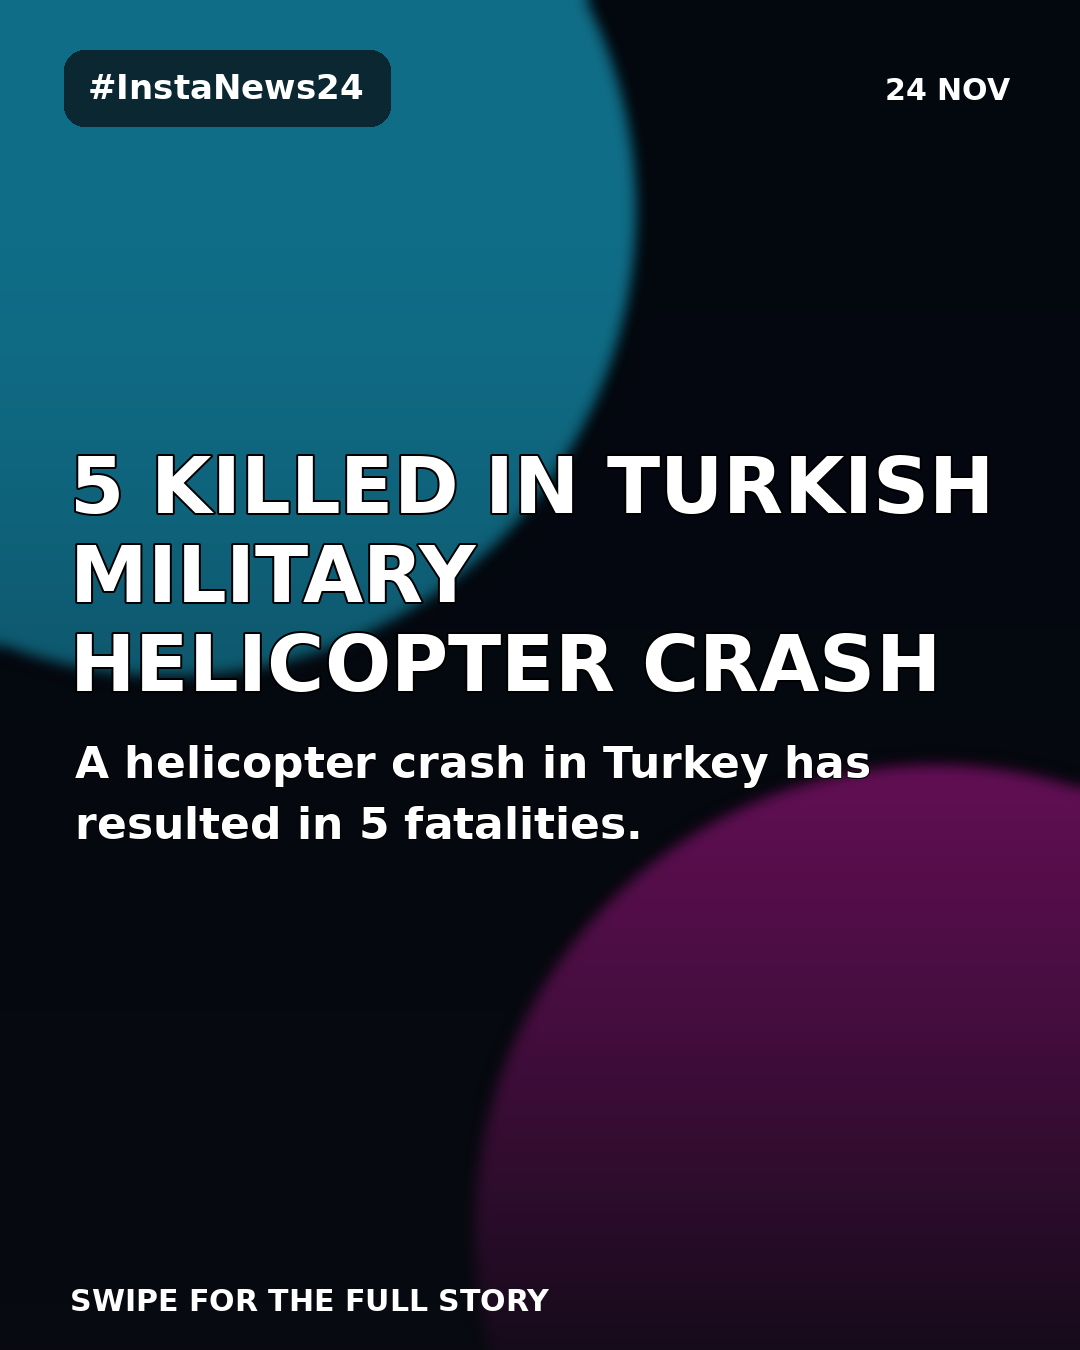 #InstaNews24
24 NOV
5 KILLED IN TURKISH
MILITARY
HELICOPTER CRASH
A helicopter crash in Turkey has
resulted in 5 fatalities.
SWIPE FOR THE FULL STORY